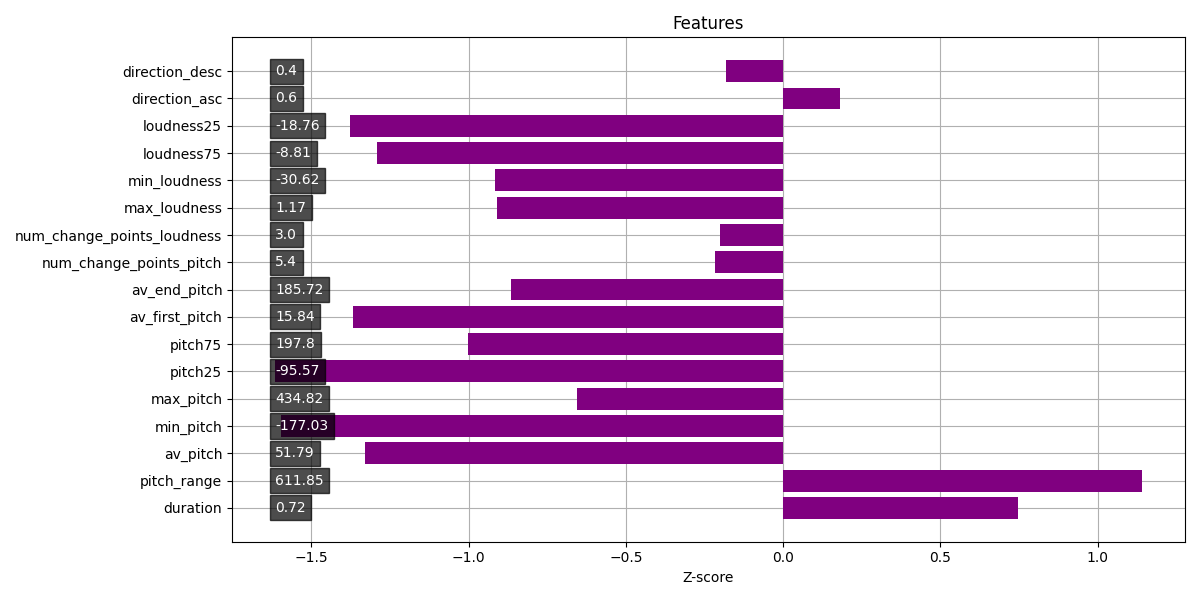 Features
direction_desc 0.4
direction_asc 0.6
loudness25 -18.76
loudness75 -8.81
min_loudness -30.62
max_loudness 1.17
num_change_points_loudness 3.0
num_change_points_pitch 5.4
av_end_pitch 185.72
av_first_pitch 15.84
pitch75 197.8
pitch25 -95.57
max_pitch 434.82
min_pitch -177.03
av_pitch 51.79
pitch_range 611.85
duration 0.72
−1.5 −1.0 −0.5 0.0 0.5 1.0
Z-score